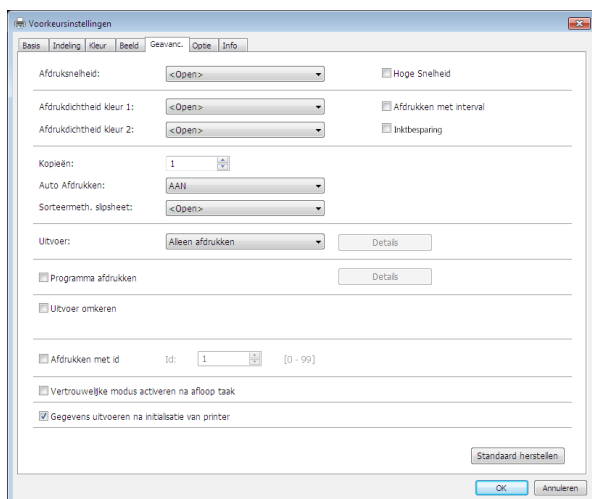 Voorkeursinstellingen
Basis Indeling Kleur Beeld Geavanc. Optie Info
Afdruksnelheid: <Open> Hoge Snelheid
Afdrukdichtheid kleur 1: <Open> Afdrukken met interval
Afdrukdichtheid kleur 2: <Open> Inktbesparing
Kopieën: 1
Auto Afdrukken: AAN
Sorteermeth. slipsheet: <Open>
Uitvoer: Alleen afdrukken Details
Programma afdrukken Details
Uitvoer omkeren
Afdrukken met id Id: 1 [0 - 99]
Vertrouwelijke modus activeren na afloop taak
Gegevens uitvoeren na initialisatie van printer
Standaard herstellen
OK Annuleren